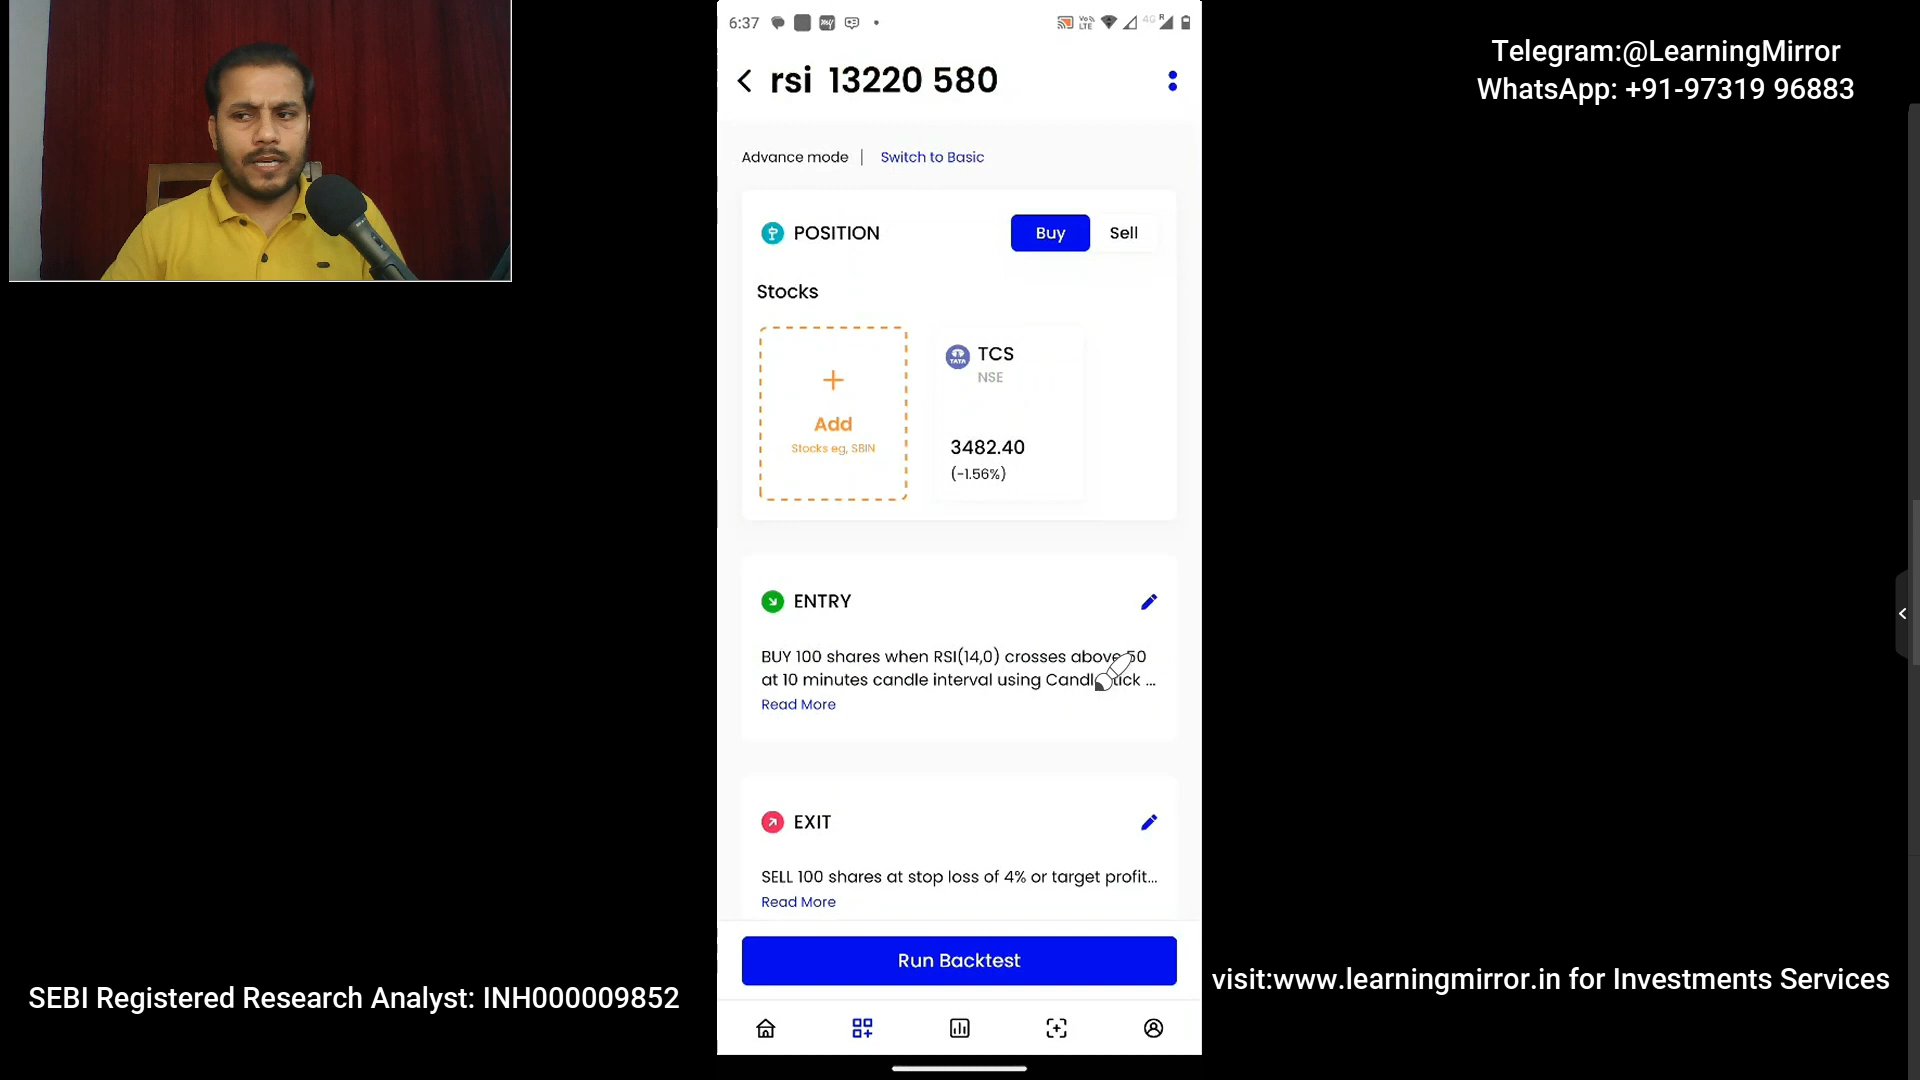 6:37
Telegram:@LearningMirror
WhatsApp: +91-97319 96883
rsi 13220 580
Advance mode | Switch to Basic
POSITION
Buy
Sell
Stocks
+
Add
Stocks eg, SBIN
TATA
TCS
NSE
3482.40
(-1.56%)
ENTRY
BUY 100 shares when RSI(14,0) crosses above 50
at 10 minutes candle interval using Candlestick ...
Read More
EXIT
SELL 100 shares at stop loss of 4% or target profit...
Read More
Run Backtest
SEBI Registered Research Analyst: INH000009852
visit:www.learningmirror.in for Investments Services